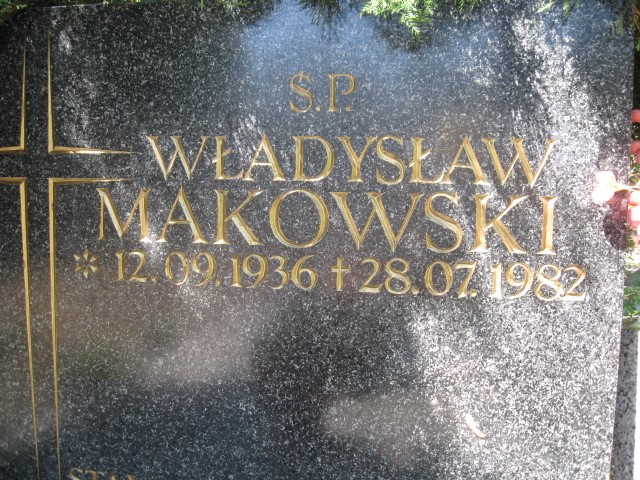 Ś.P.
WŁADYSŁAW
MAKOWSKI
* 12.09.1936 † 28.07.1982